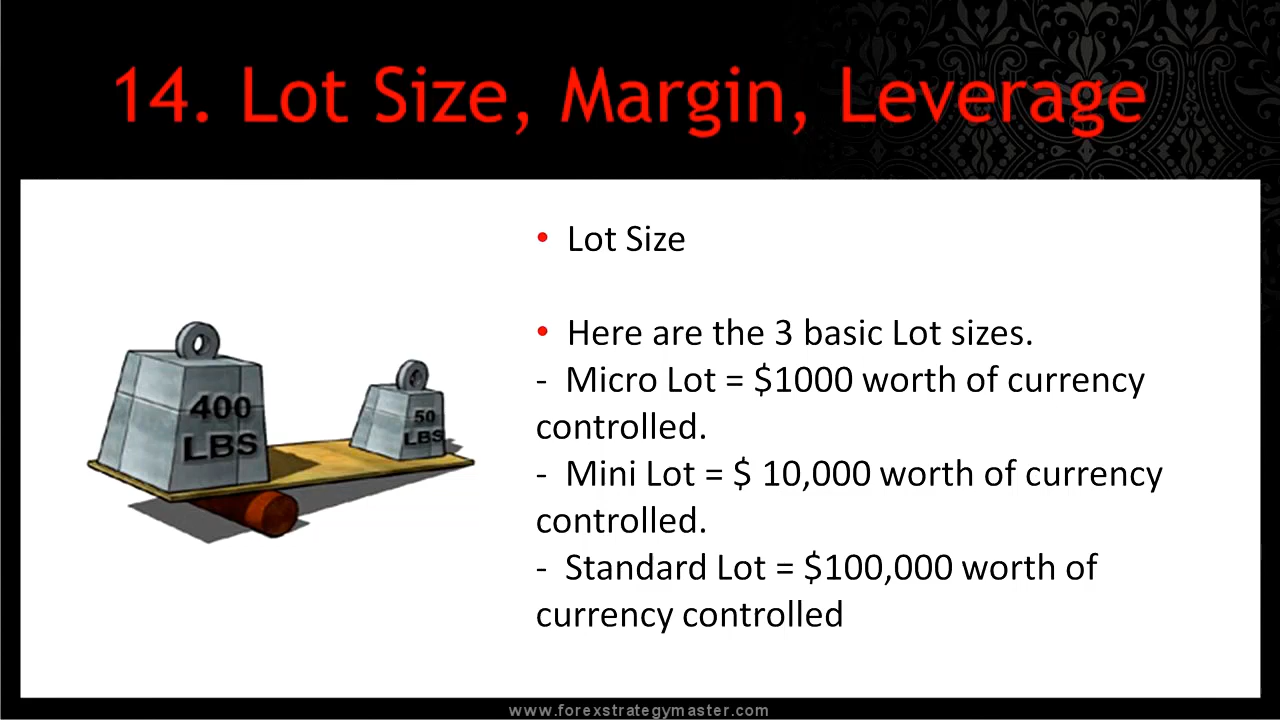 14. Lot Size, Margin, Leverage
• Lot Size
• Here are the 3 basic Lot sizes.
- Micro Lot = $1000 worth of currency
controlled.
- Mini Lot = $ 10,000 worth of currency
controlled.
- Standard Lot = $100,000 worth of
currency controlled
400
LBS
50
LBS
www.forexstrategymaster.com